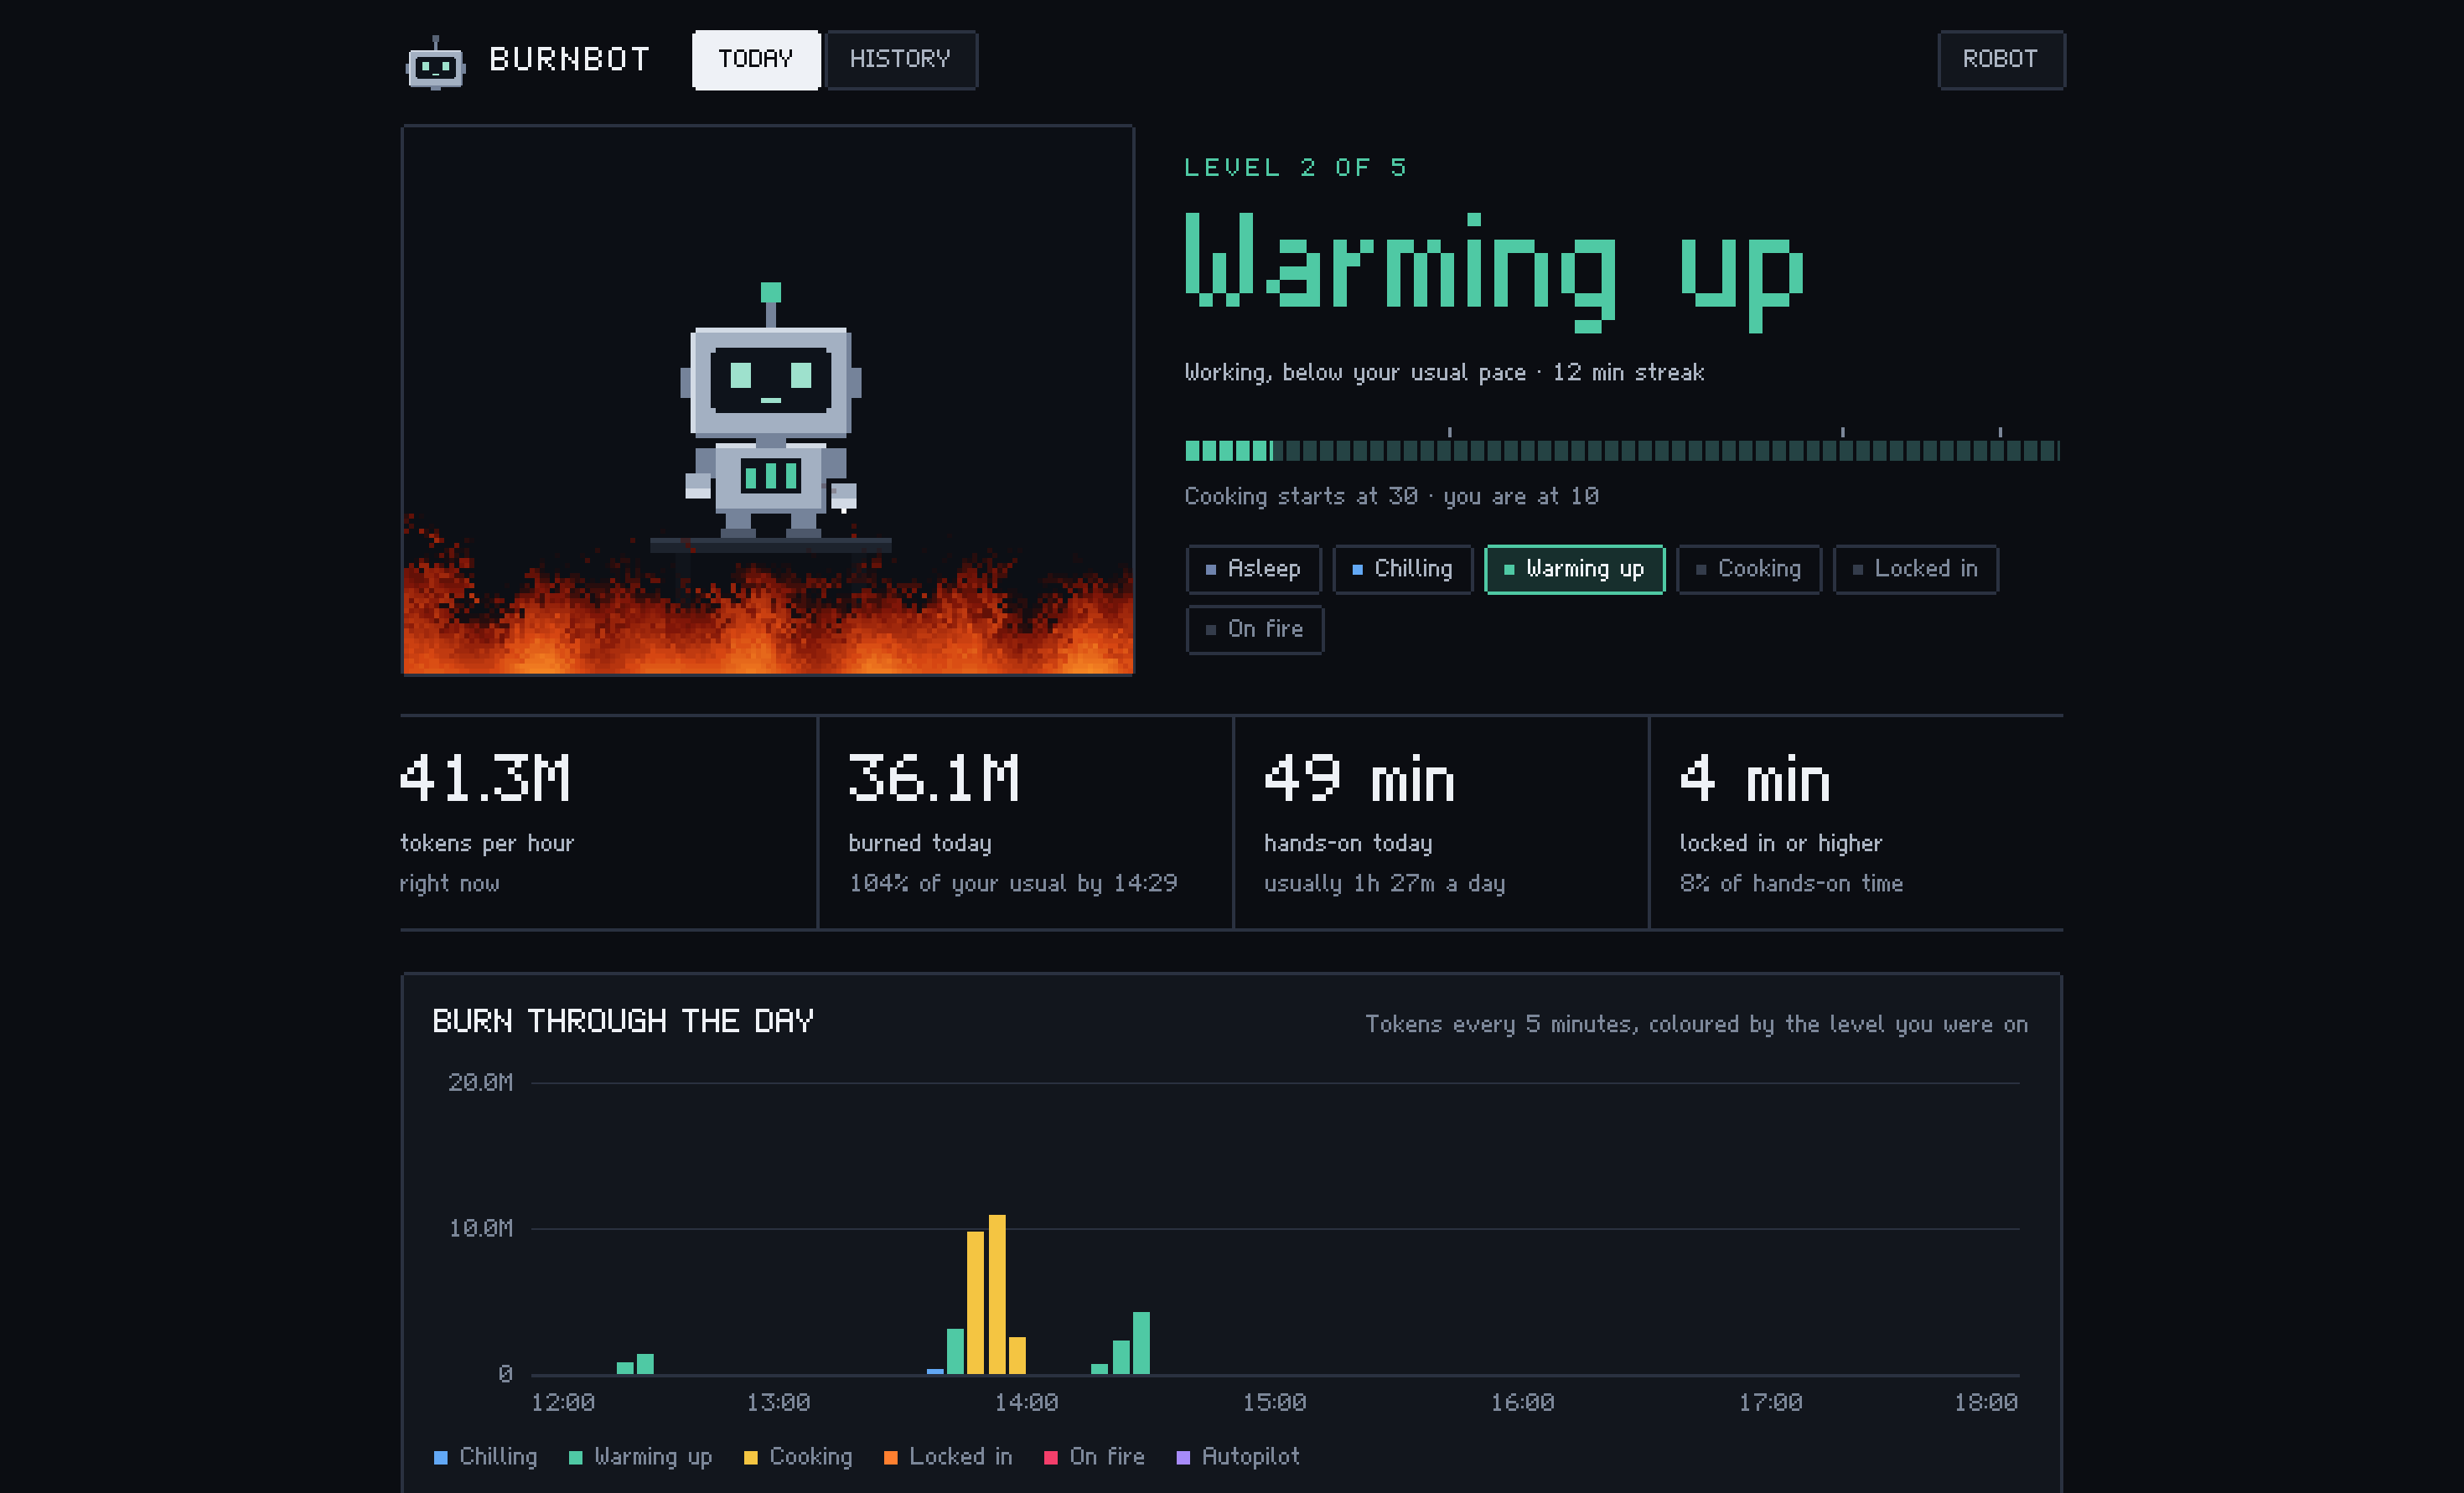 BURNBOT TODAY HISTORY ROBOT
LEVEL 2 OF 5
Warming up
Working, below your usual pace · 12 min streak
Cooking starts at 30 · you are at 10
Asleep Chilling Warming up Cooking Locked in
On fire
41.3M 36.1M 49 min 4 min
tokens per hour burned today hands-on today locked in or higher
right now 104% of your usual by 14:29 usually 1h 27m a day 8% of hands-on time
BURN THROUGH THE DAY Tokens every 5 minutes, coloured by the level you were on
20.0M
10.0M
0
12:00 13:00 14:00 15:00 16:00 17:00 18:00
Chilling Warming up Cooking Locked in On fire Autopilot